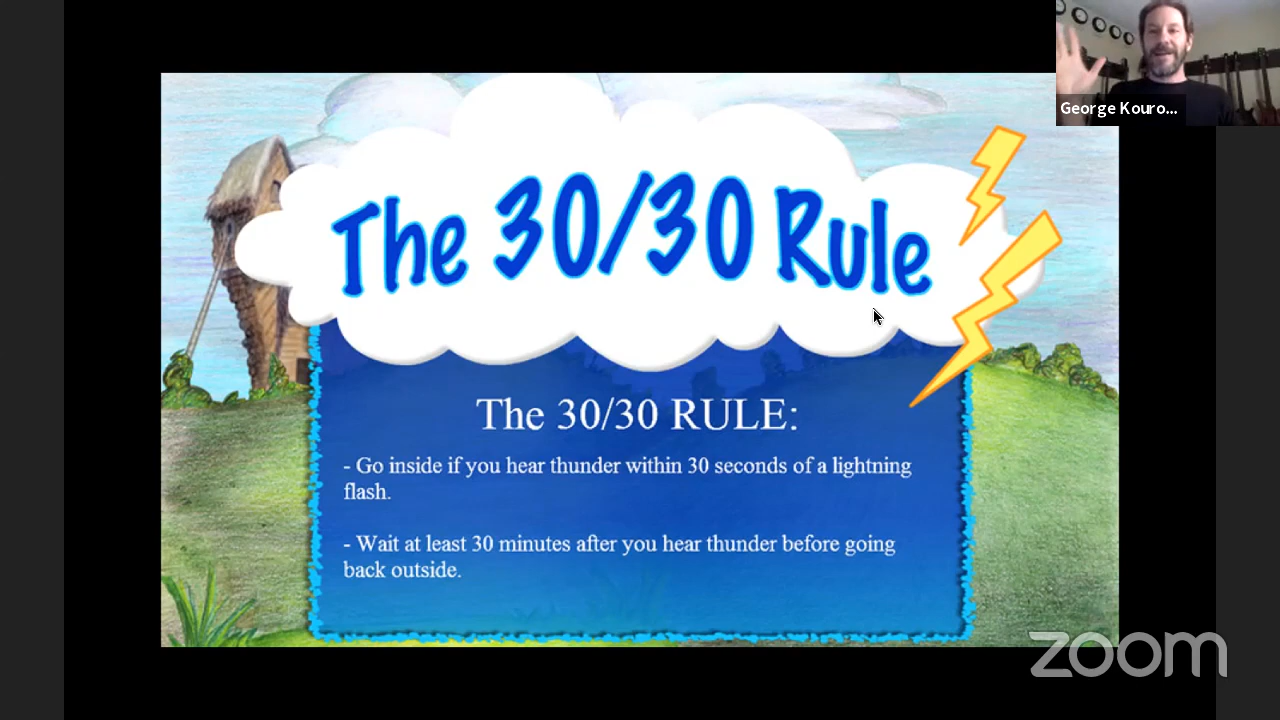 George Kouro...
The 30/30 Rule
The 30/30 RULE:
- Go inside if you hear thunder within 30 seconds of a lightning
flash.
- Wait at least 30 minutes after you hear thunder before going
back outside.
zoom